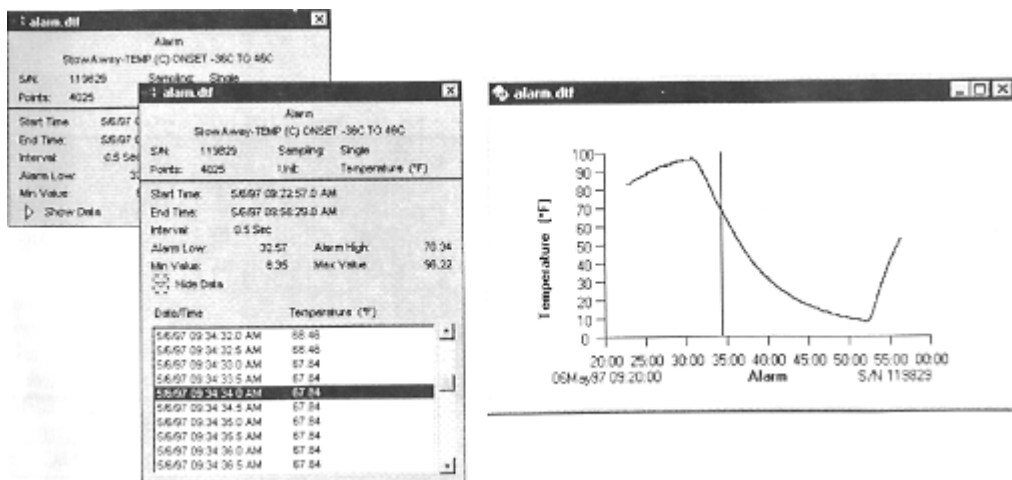 alarm.dtf
Alarm
StowAway-TEMP (C) ONSET -36C TO 46C
S/N: 119829 Sampling: Single
Points: 4025
Start Time
End Time:
Interval: 0.5
Alarm Low:
Min Value:
Show Data
alarm.dtf
Alarm
StowAway-TEMP (C) ONSET -36C TO 46C
S/N: 119829 Sampling: Single
Points: 4025 Unit: Temperature (°F)
Start Time: 5/6/97 09:22:57.0 AM
End Time: 5/6/97 09:56:29.0 AM
Interval: 0.5 Sec
Alarm Low: 32.57 Alarm High: 70.34
Min Value: 8.35 Max Value: 96.22
Hide Data
Date/Time Temperature (°F)
5/6/97 09:34:32.0 AM 68.46
5/6/97 09:34:32.5 AM 68.46
5/6/97 09:34:33.0 AM 67.84
5/6/97 09:34:33.5 AM 67.84
5/6/97 09:34:34.0 AM 67.84
5/6/97 09:34:34.5 AM 67.84
5/6/97 09:34:35.0 AM 67.84
5/6/97 09:34:35.5 AM 67.84
5/6/97 09:34:36.0 AM 67.84
5/6/97 09:34:36.5 AM 67.84
alarm.dtf
Temperature (°F)
100
90
80
70
60
50
40
30
20
10
0
20:00 25:00 30:00 35:00 40:00 45:00 50:00 55:00 00:00
06May97 09:20:00 Alarm S/N 119829